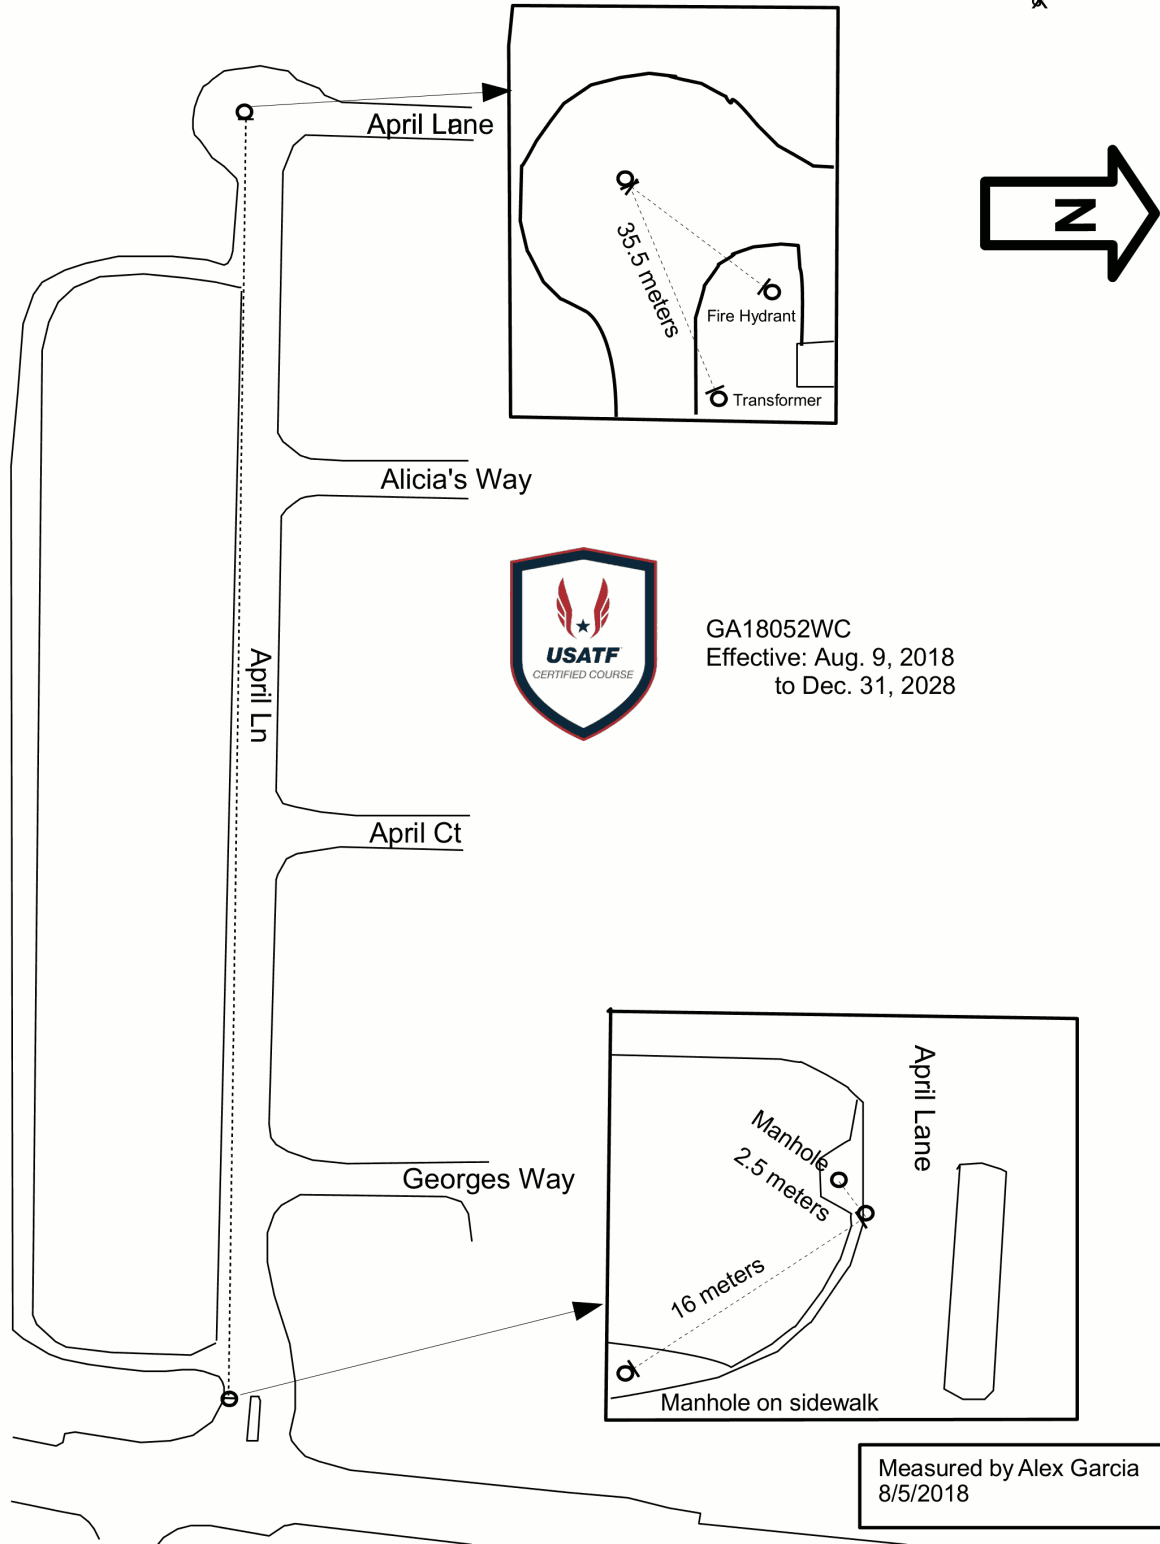 April Lane
35.5 meters
Fire Hydrant
Transformer
N
Alicia's Way
USATF
CERTIFIED COURSE
GA18052WC
Effective: Aug. 9, 2018
to Dec. 31, 2028
April Ln
April Ct
April Lane
Manhole
2.5 meters
Georges Way
16 meters
Manhole on sidewalk
Measured by Alex Garcia
8/5/2018